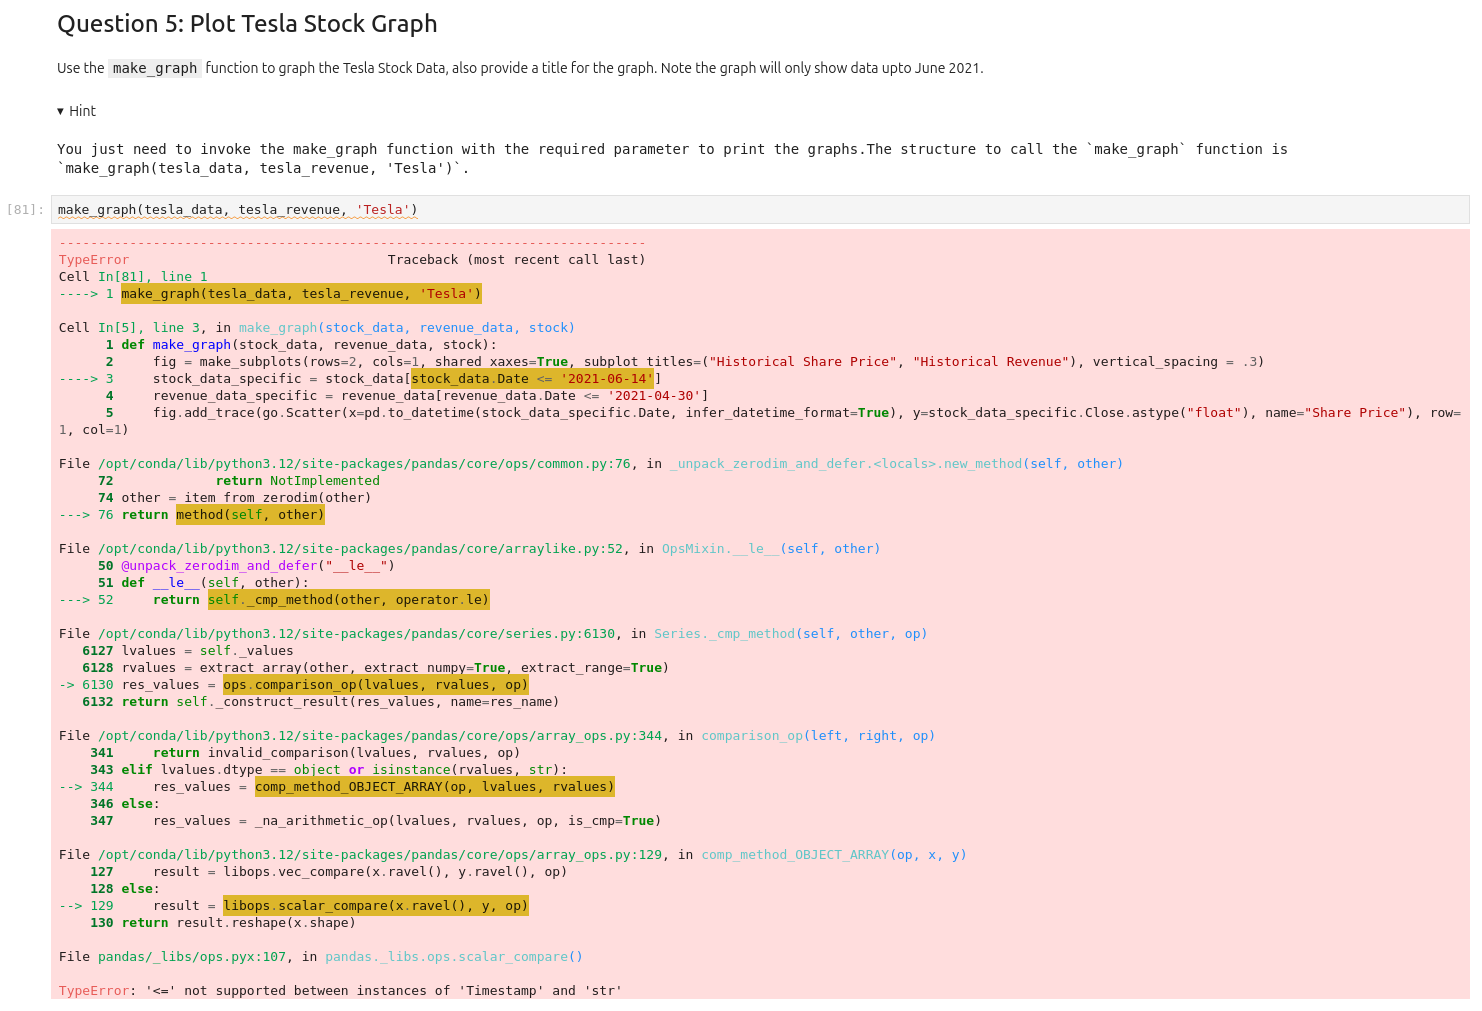 Question 5: Plot Tesla Stock Graph
Use the make_graph function to graph the Tesla Stock Data, also provide a title for the graph. Note the graph will only show data upto June 2021.
▾ Hint
You just need to invoke the make_graph function with the required parameter to print the graphs.The structure to call the `make_graph` function is
`make_graph(tesla_data, tesla_revenue, 'Tesla')`.
[81]: make_graph(tesla_data, tesla_revenue, 'Tesla')
---------------------------------------------------------------------------
TypeError                                 Traceback (most recent call last)
Cell In[81], line 1
----> 1 make_graph(tesla_data, tesla_revenue, 'Tesla')
Cell In[5], line 3, in make_graph(stock_data, revenue_data, stock)
      1 def make_graph(stock_data, revenue_data, stock):
      2     fig = make_subplots(rows=2, cols=1, shared_xaxes=True, subplot_titles=("Historical Share Price", "Historical Revenue"), vertical_spacing = .3)
----> 3     stock_data_specific = stock_data[stock_data.Date <= '2021-06-14']
      4     revenue_data_specific = revenue_data[revenue_data.Date <= '2021-04-30']
      5     fig.add_trace(go.Scatter(x=pd.to_datetime(stock_data_specific.Date, infer_datetime_format=True), y=stock_data_specific.Close.astype("float"), name="Share Price"), row=
1, col=1)
File /opt/conda/lib/python3.12/site-packages/pandas/core/ops/common.py:76, in _unpack_zerodim_and_defer.<locals>.new_method(self, other)
     72             return NotImplemented
     74 other = item_from_zerodim(other)
---> 76 return method(self, other)
File /opt/conda/lib/python3.12/site-packages/pandas/core/arraylike.py:52, in OpsMixin.__le__(self, other)
     50 @unpack_zerodim_and_defer("__le__")
     51 def __le__(self, other):
---> 52     return self._cmp_method(other, operator.le)
File /opt/conda/lib/python3.12/site-packages/pandas/core/series.py:6130, in Series._cmp_method(self, other, op)
   6127 lvalues = self._values
   6128 rvalues = extract_array(other, extract_numpy=True, extract_range=True)
-> 6130 res_values = ops.comparison_op(lvalues, rvalues, op)
   6132 return self._construct_result(res_values, name=res_name)
File /opt/conda/lib/python3.12/site-packages/pandas/core/ops/array_ops.py:344, in comparison_op(left, right, op)
    341     return invalid_comparison(lvalues, rvalues, op)
    343 elif lvalues.dtype == object or isinstance(rvalues, str):
--> 344     res_values = comp_method_OBJECT_ARRAY(op, lvalues, rvalues)
    346 else:
    347     res_values = _na_arithmetic_op(lvalues, rvalues, op, is_cmp=True)
File /opt/conda/lib/python3.12/site-packages/pandas/core/ops/array_ops.py:129, in comp_method_OBJECT_ARRAY(op, x, y)
    127     result = libops.vec_compare(x.ravel(), y.ravel(), op)
    128 else:
--> 129     result = libops.scalar_compare(x.ravel(), y, op)
    130 return result.reshape(x.shape)
File pandas/_libs/ops.pyx:107, in pandas._libs.ops.scalar_compare()
TypeError: '<=' not supported between instances of 'Timestamp' and 'str'